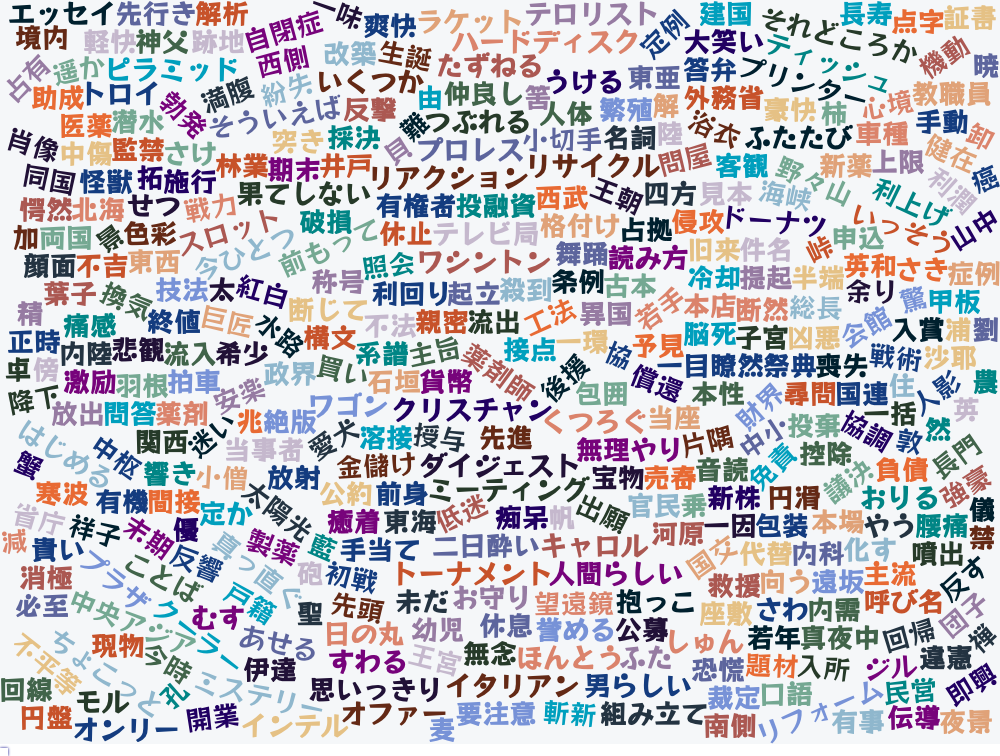 エッセイ 先行き 解析 一味 爽快 ラケット テロリスト 定例 建国 それどころか 長寿 点字 証書
境内 軽快 神父 跡地 自閉症 西側 改築 生誕 ハードディスク 大笑い ティッシュ 機動 暁
占有 遥か ピラミッド 満腹 紛失 いくつか たずねる うける 東亜 答弁 プリンター
助成 トロイ 勃発 そういえば 反撃 由 仲良し 筈 人体 繁殖 解 外務省 豪快 柿 心境 教職員
医薬 潜水 突き 採決 難 つぶれる 小切手 名詞 陸 浴衣 ふたたび 車種 手動 卸
肖像 中傷 監禁 さけ 貝 プロレス リサイクル 問屋 客観 野々山 新薬 上限 健在 癌
同国 怪獣 拓 施行 林業 期末 井戸 リアクション 王朝 四方 見本 海峡 利上げ 利潤
愕然 北海 せつ 戦力 果てしない 有権者 投融資 西武 侵攻 ドーナツ いっそう 山中
加 両国 景 色彩 スロット 破損 休止 テレビ局 格付け 占拠 旧来 件名 峠 申込
顔面 不吉 東西 今ひとつ 前もって 照会 ワシントン 舞踊 読み方 冷却 提起 半端 英和 さき 症例
葉子 換気 技法 太 紅白 称号 利回り 起立 殺到 条例 古本 若手 本店 断然 総長 余り 鷲 甲板
精 痛感 終値 巨匠 水路 断じて 不法 親密 流出 工法 異国 脳死 子宮 凶悪 会館 入賞 浦 劉
正時 内陸 悲観 流入 希少 構文 系譜 主旨 接点 一環 協 予見 一目瞭然 祭典 喪失 戦術 沙耶
卓 傍 激励 羽根 拍車 安楽 政界 買い 石垣 貨幣 薬剤師 後援 包囲 償還 本性 財界 尋問 国連 住 人影 農
降下 放出 問答 薬剤 兆 絶版 ワゴン クリスチャン くつろぐ 当座 中小 投棄 一括 協調 敦 然 英
はじめる 中枢 関西 迷い 当事者 愛犬 溶接 授与 先進 無理やり 片隅 免責 控除 長門
蟹 響き 小僧 放射 金儲け ダイジェスト 宝物 売春 音読 議決 負債 強豪
寒波 有機 間接 定か 太陽光 公約 前身 ミーティング 出願 官民 乗 新株 円滑 おりる 儀
省庁 祥子 未期 優 癒着 東海 低迷 痴呆 帆 河原 一因 包装 本場 やう 腰痛 禁
減 貴い プラザ ことば 反響 真っ直ぐ 製薬 藍 手当て 二日酔い キャロル 国交 代替 内科 化す 噴出
消極 戸籍 砲 初戦 トーナメント 人間らしい 救援 向う 遠坂 主流 反す
必至 中央アジア クーラー むす 聖 先頭 未だ お守り 望遠鏡 抱っこ 座敷 さわ 内需 呼び名 団子
不平等 ちょこっと 現物 今時 あせる 日の丸 幼児 休息 誉める 公募 しゅん 若年 真夜中 回帰 禅
伊達 すわる 王宮 無念 ほんとう ふた 恐慌 題材 入所 ジル 違憲 即興
回線 モル 孔 ミステリー 思いっきり イタリアン 男らしい 裁定 口語 リフォーム 民営
円盤 オンリー 開業 インテル オファー 麦 要注意 斬新 組み立て 南側 有事 伝導 夜景